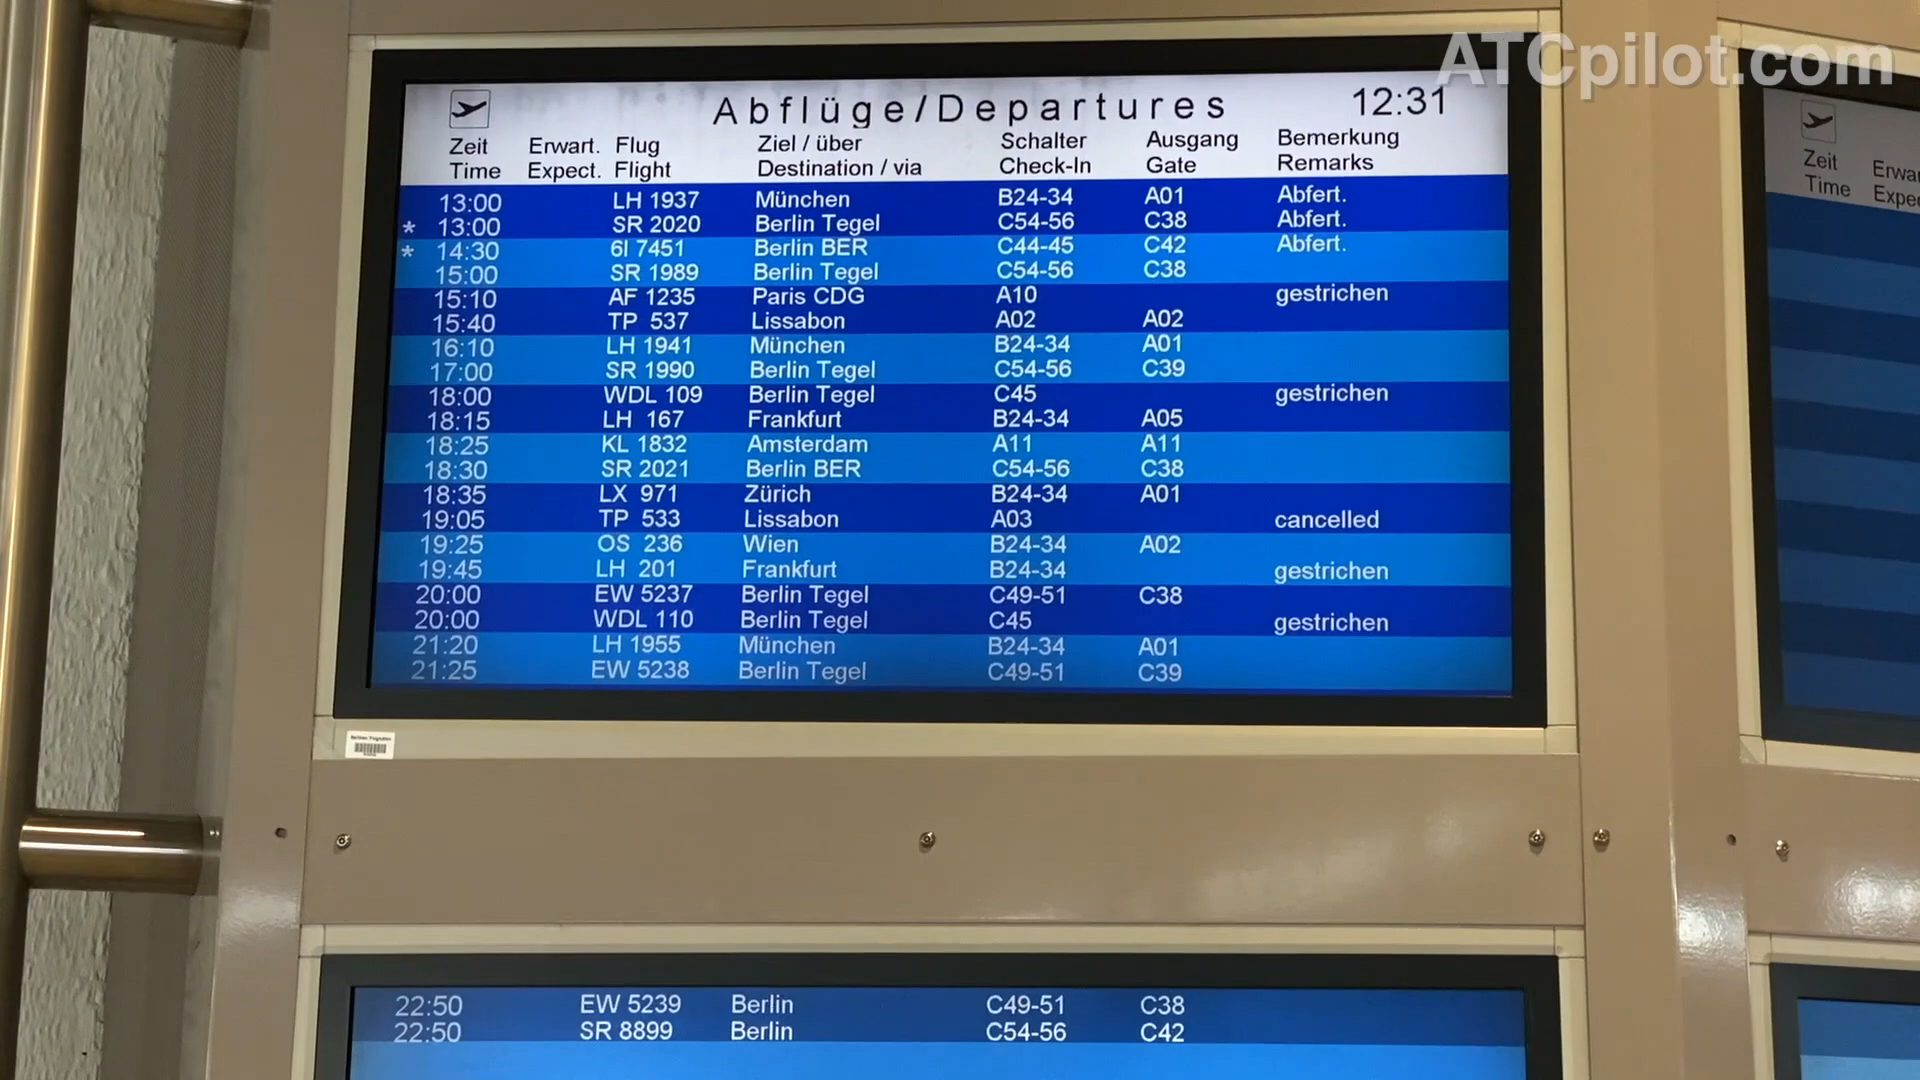 ATCpilot.com
Abflüge/Departures 12:31
Zeit Erwart. Flug Ziel / über Schalter Ausgang Bemerkung
Time Expect. Flight Destination / via Check-In Gate Remarks
13:00 LH 1937 München B24-34 A01 Abfert.
* 13:00 SR 2020 Berlin Tegel C54-56 C38 Abfert.
* 14:30 6I 7451 Berlin BER C44-45 C42 Abfert.
15:00 SR 1989 Berlin Tegel C54-56 C38
15:10 AF 1235 Paris CDG A10 gestrichen
15:40 TP 537 Lissabon A02 A02
16:10 LH 1941 München B24-34 A01
17:00 SR 1990 Berlin Tegel C54-56 C39
18:00 WDL 109 Berlin Tegel C45 gestrichen
18:15 LH 167 Frankfurt B24-34 A05
18:25 KL 1832 Amsterdam A11 A11
18:30 SR 2021 Berlin BER C54-56 C38
18:35 LX 971 Zürich B24-34 A01
19:05 TP 533 Lissabon A03 cancelled
19:25 OS 236 Wien B24-34 A02
19:45 LH 201 Frankfurt B24-34 gestrichen
20:00 EW 5237 Berlin Tegel C49-51 C38
20:00 WDL 110 Berlin Tegel C45 gestrichen
21:20 LH 1955 München B24-34 A01
21:25 EW 5238 Berlin Tegel C49-51 C39
22:50 EW 5239 Berlin C49-51 C38
22:50 SR 8899 Berlin C54-56 C42
Zeit Erwar
Time Expec